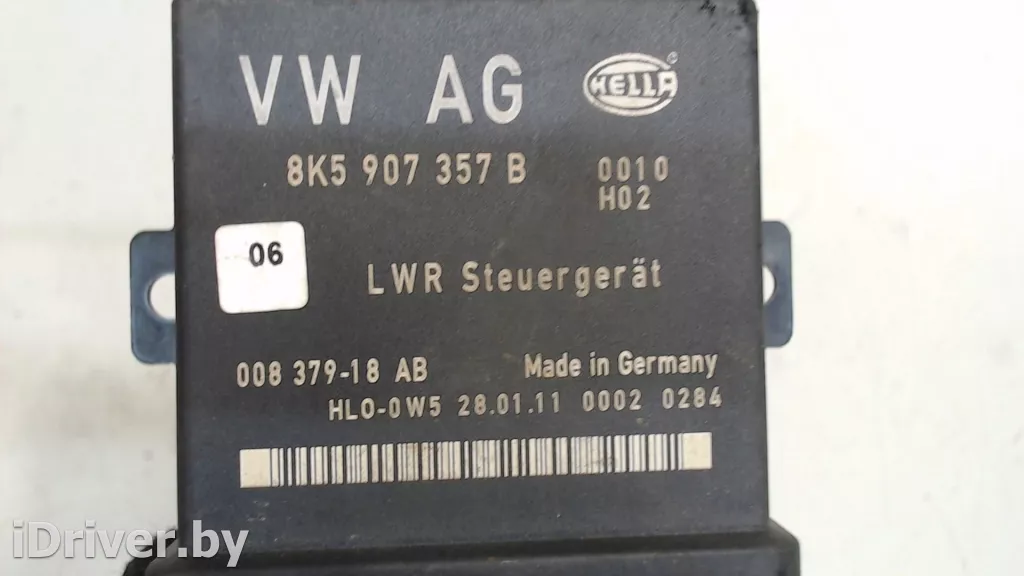 VW AG HELLA
8K5 907 357 B 0010
H02
06
LWR Steuergerät
008 379-18 AB Made in Germany
HLO-0W5 28.01.11 0002 0284
iDriver.by